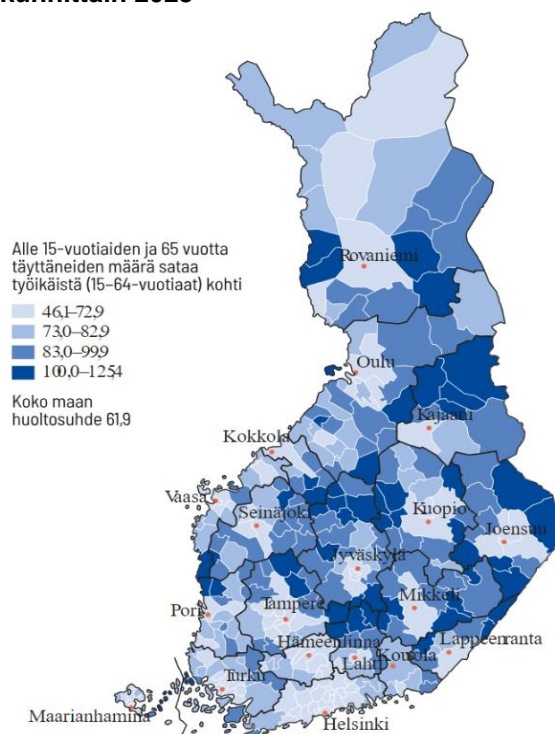 kunnittain
Alle 15-vuotiaiden ja 65 vuotta
täyttäneiden määrä sataa
työikäistä (15–64-vuotiaat) kohti
46,1–72,9
73,0–82,9
83,0–99,9
100,0–125,4
Koko maan
huoltosuhde 61,9
Rovaniemi
Oulu
Kajaani
Kokkola
Vaasa
Seinäjoki
Kuopio
Joensuu
Jyväskylä
Pori
Tampere
Mikkeli
Hämeenlinna
Lahti
Kouvola
Lappeenranta
Turku
Maarianhamina
Helsinki